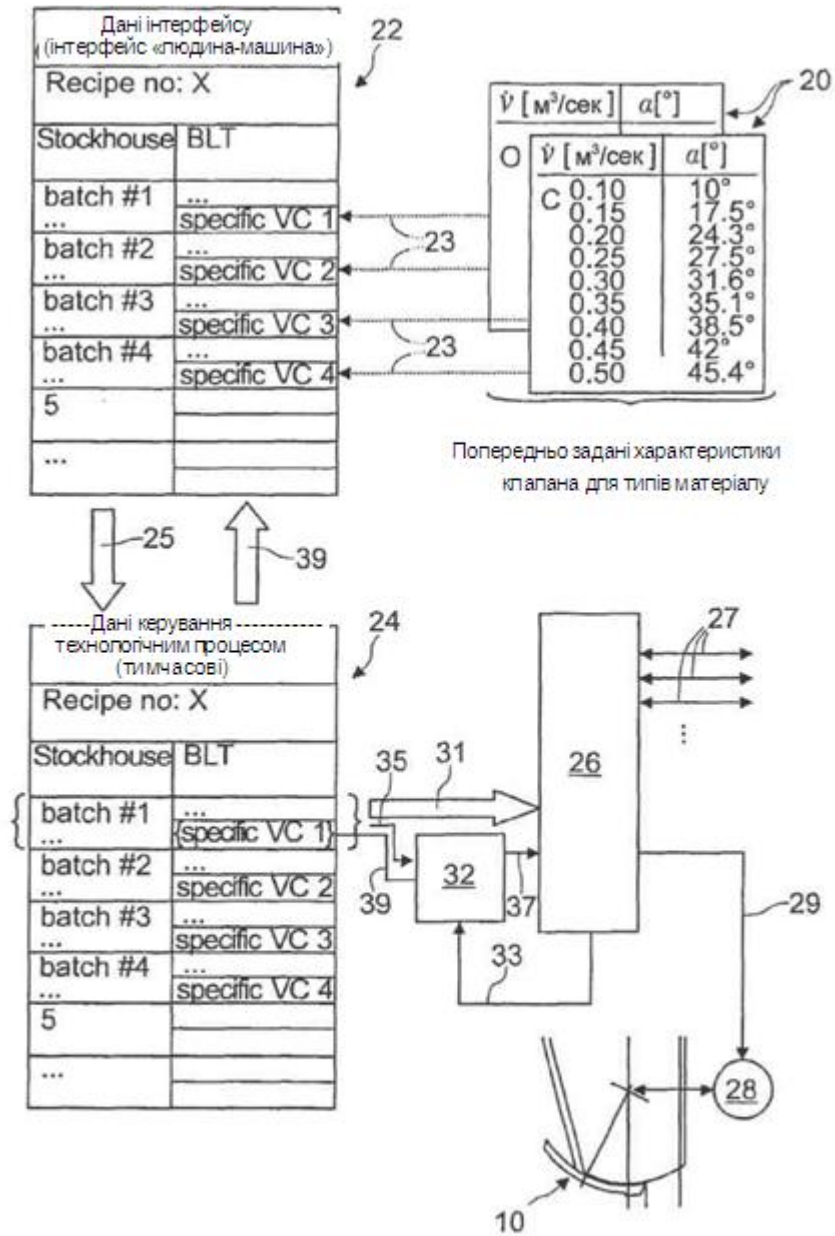 Дані інтерфейсу
(інтерфейс «людина-машина»)
22
Recipe no: X
Stockhouse BLT
batch #1 ...
... specific VC 1
batch #2 ...
... specific VC 2
batch #3 ...
... specific VC 3
batch #4 ...
... specific VC 4
5
...
23
23
20
V̇ [м³/сек] α[°]
O
V̇ [м³/сек] α[°]
C 0.10 10°
0.15 17.5°
0.20 24.3°
0.25 27.5°
0.30 31.6°
0.35 35.1°
0.40 38.5°
0.45 42°
0.50 45.4°
Попередньо задані характеристики
клапана для типів матеріалу
25
39
Дані керування
технологічним процесом
(тимчасові)
24
Recipe no: X
Stockhouse BLT
batch #1 ...
... {specific VC 1}
batch #2 ...
... specific VC 2
batch #3 ...
... specific VC 3
batch #4 ...
... specific VC 4
5
...
35
31
26
27
...
32
39
37
33
29
28
10